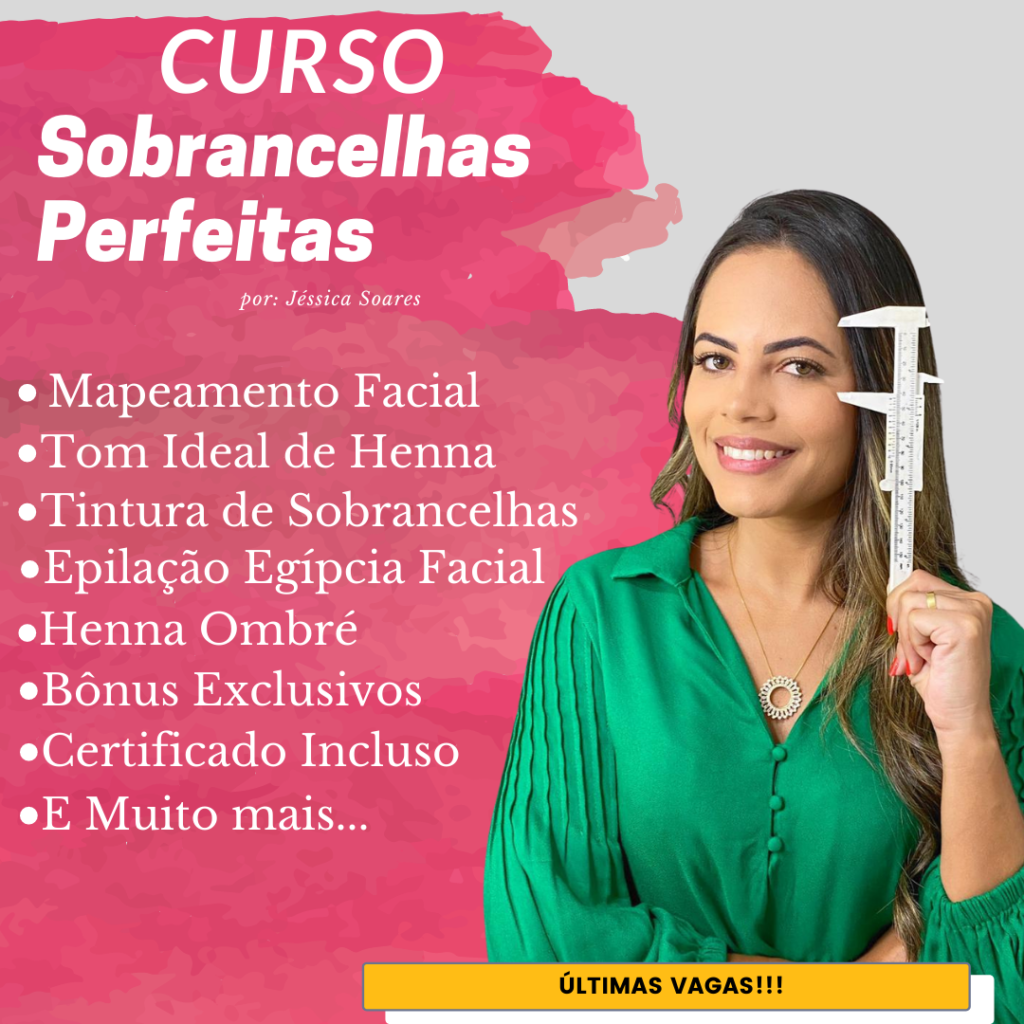 CURSO
Sobrancelhas
Perfeitas
por: Jéssica Soares
• Mapeamento Facial
•Tom Ideal de Henna
•Tintura de Sobrancelhas
•Epilação Egípcia Facial
•Henna Ombré
•Bônus Exclusivos
•Certificado Incluso
•E Muito mais...
ÚLTIMAS VAGAS!!!